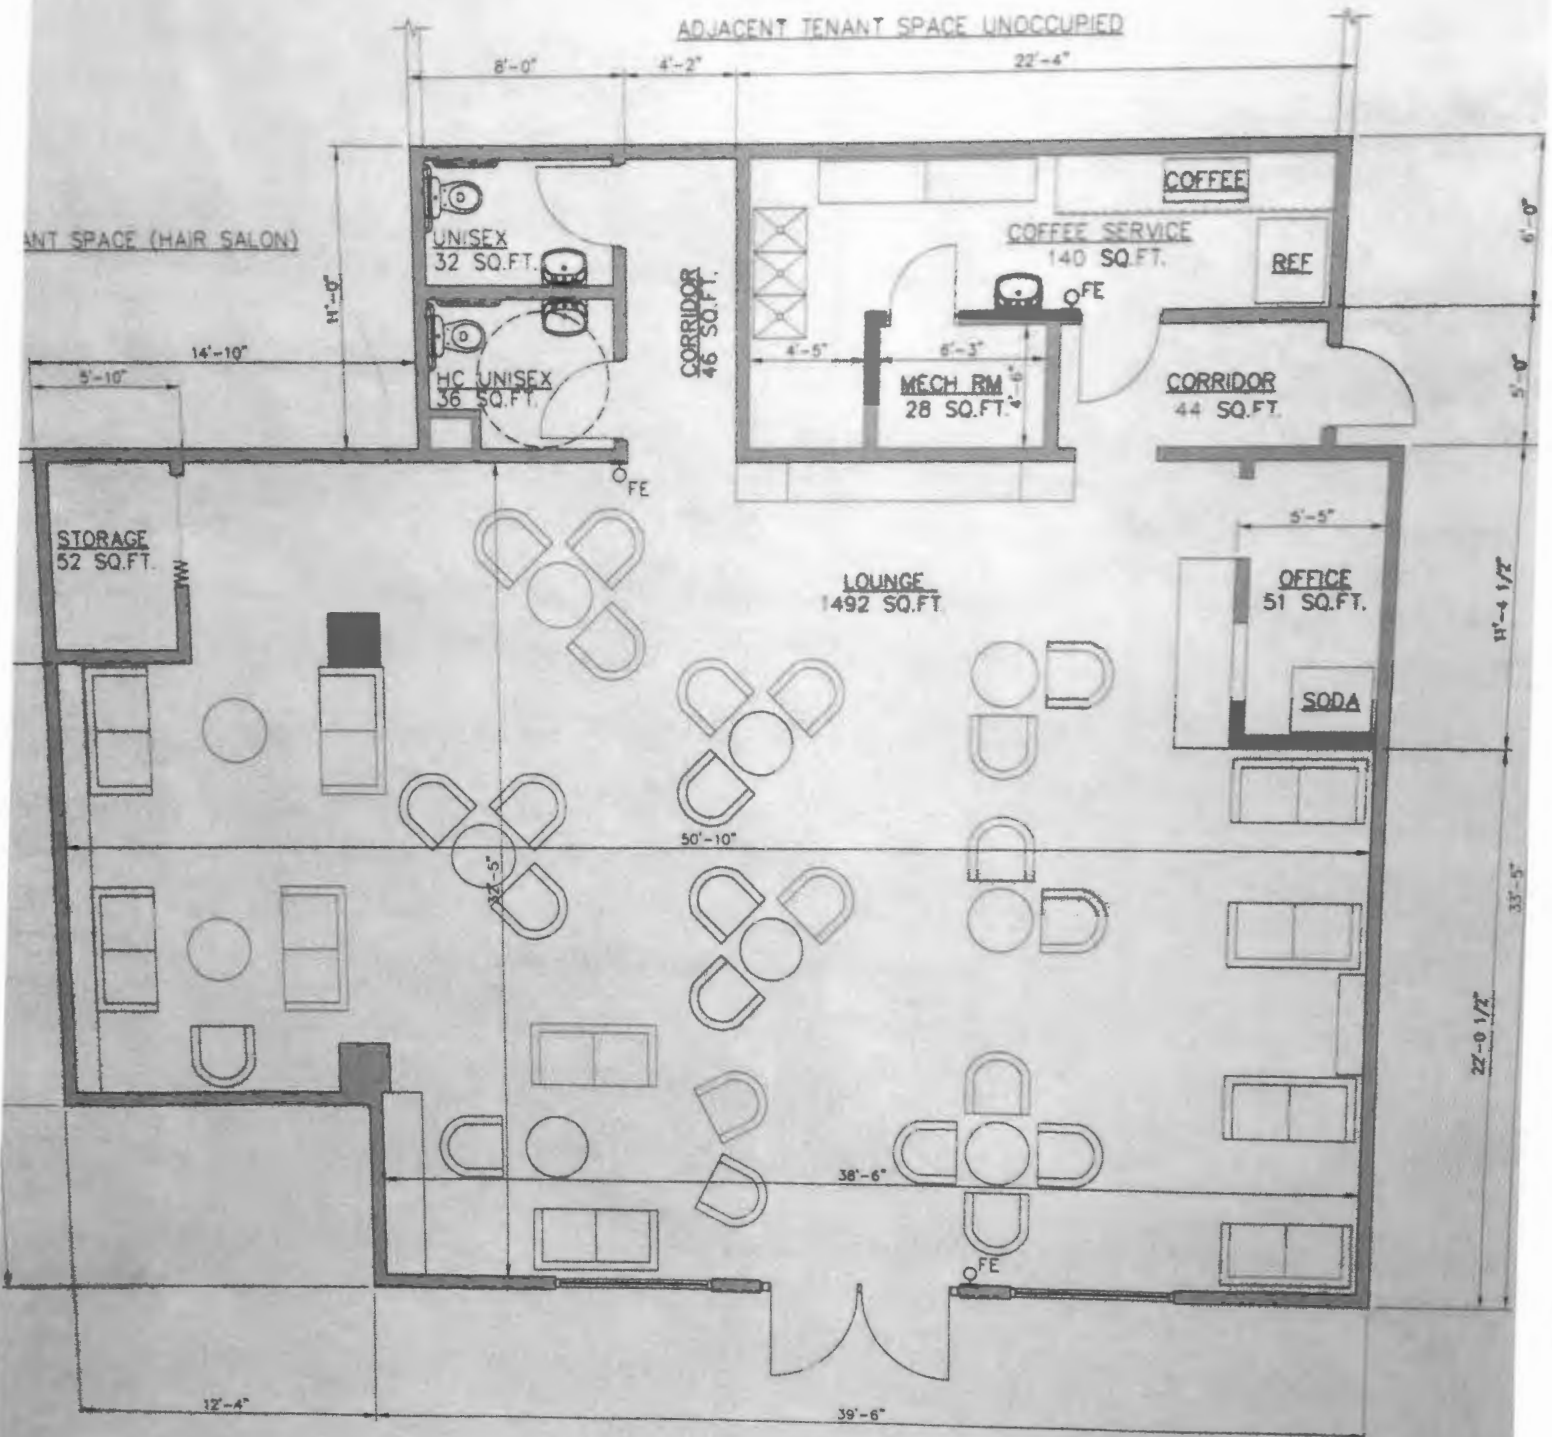 ADJACENT TENANT SPACE UNOCCUPIED
8'-0"
4'-2"
22'-4"
ANT SPACE (HAIR SALON)
COFFEE
UNISEX
32 SQ.FT.
COFFEE SERVICE
140 SQ.FT.
REF
6'-0"
11'-0"
CORRIDOR
46 SQ.FT.
FE
14'-10"
5'-10"
4'-5"
6'-3"
4'-6"
HC UNISEX
36 SQ.FT.
MECH RM
28 SQ.FT.
CORRIDOR
44 SQ.FT.
5'-0"
FE
STORAGE
52 SQ.FT.
5'-5"
LOUNGE
1492 SQ.FT
OFFICE
51 SQ.FT.
11'-4 1/2"
SODA
50'-10"
32'-5"
33'-5"
22'-0 1/2"
38'-6"
FE
12'-4"
39'-6"